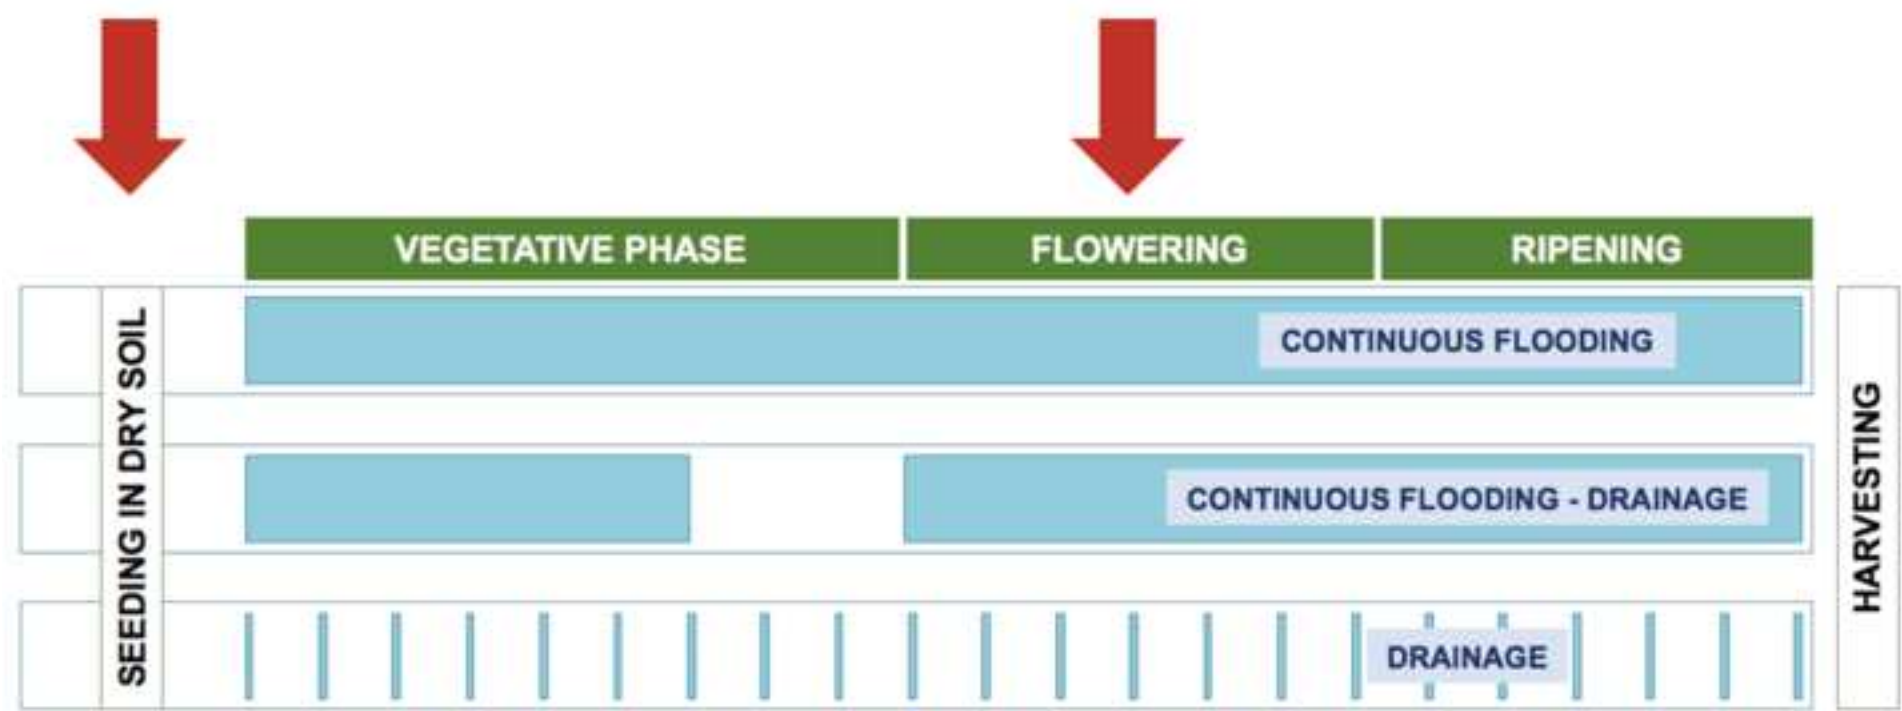 VEGETATIVE PHASE
FLOWERING
RIPENING
SEEDING IN DRY SOIL
CONTINUOUS FLOODING
CONTINUOUS FLOODING - DRAINAGE
DRAINAGE
HARVESTING